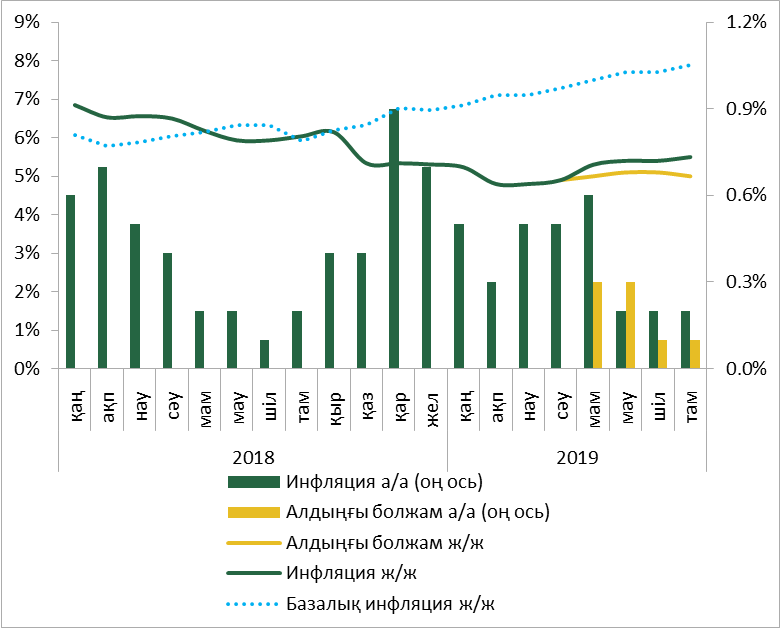 9%
8%
7%
6%
5%
4%
3%
2%
1%
0%
1.2%
0.9%
0.6%
0.3%
0.0%
қаң ақп нау сәу мам мау шіл там қыр қаз қар жел қаң ақп нау сәу мам мау шіл там
2018 2019
Инфляция а/а (оң ось)
Алдыңғы болжам а/а (оң ось)
Алдыңғы болжам ж/ж
Инфляция ж/ж
Базалық инфляция ж/ж